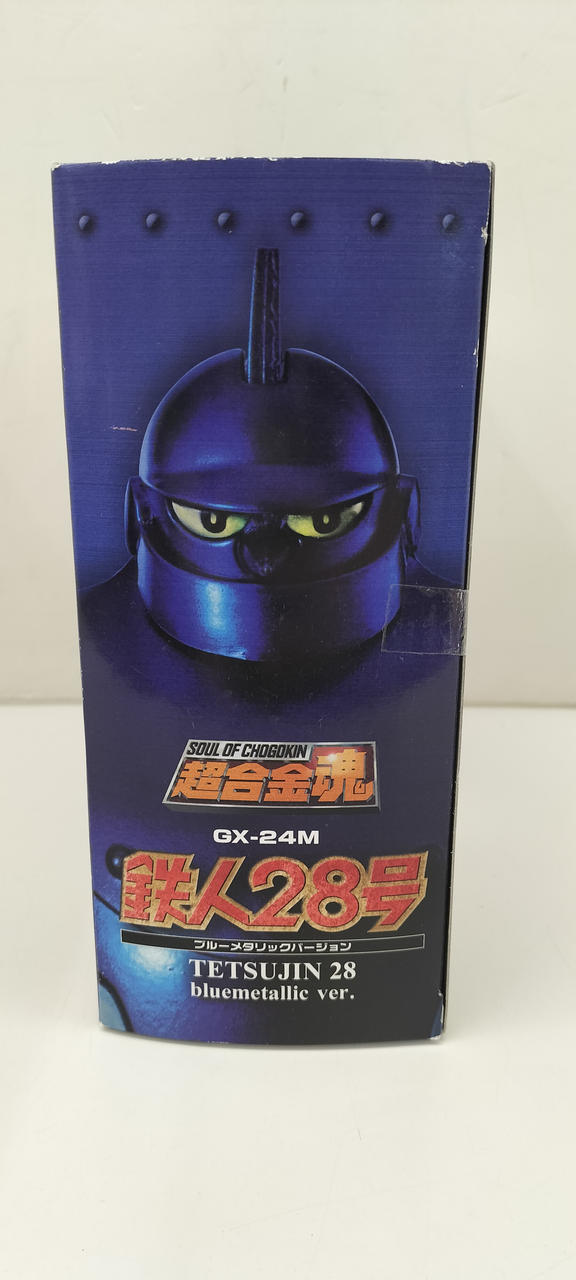 SOUL OF CHOGOKIN
超合金魂
GX-24M
鉄人28号
ブルーメタリックバージョン
TETSUJIN 28
bluemetallic ver.